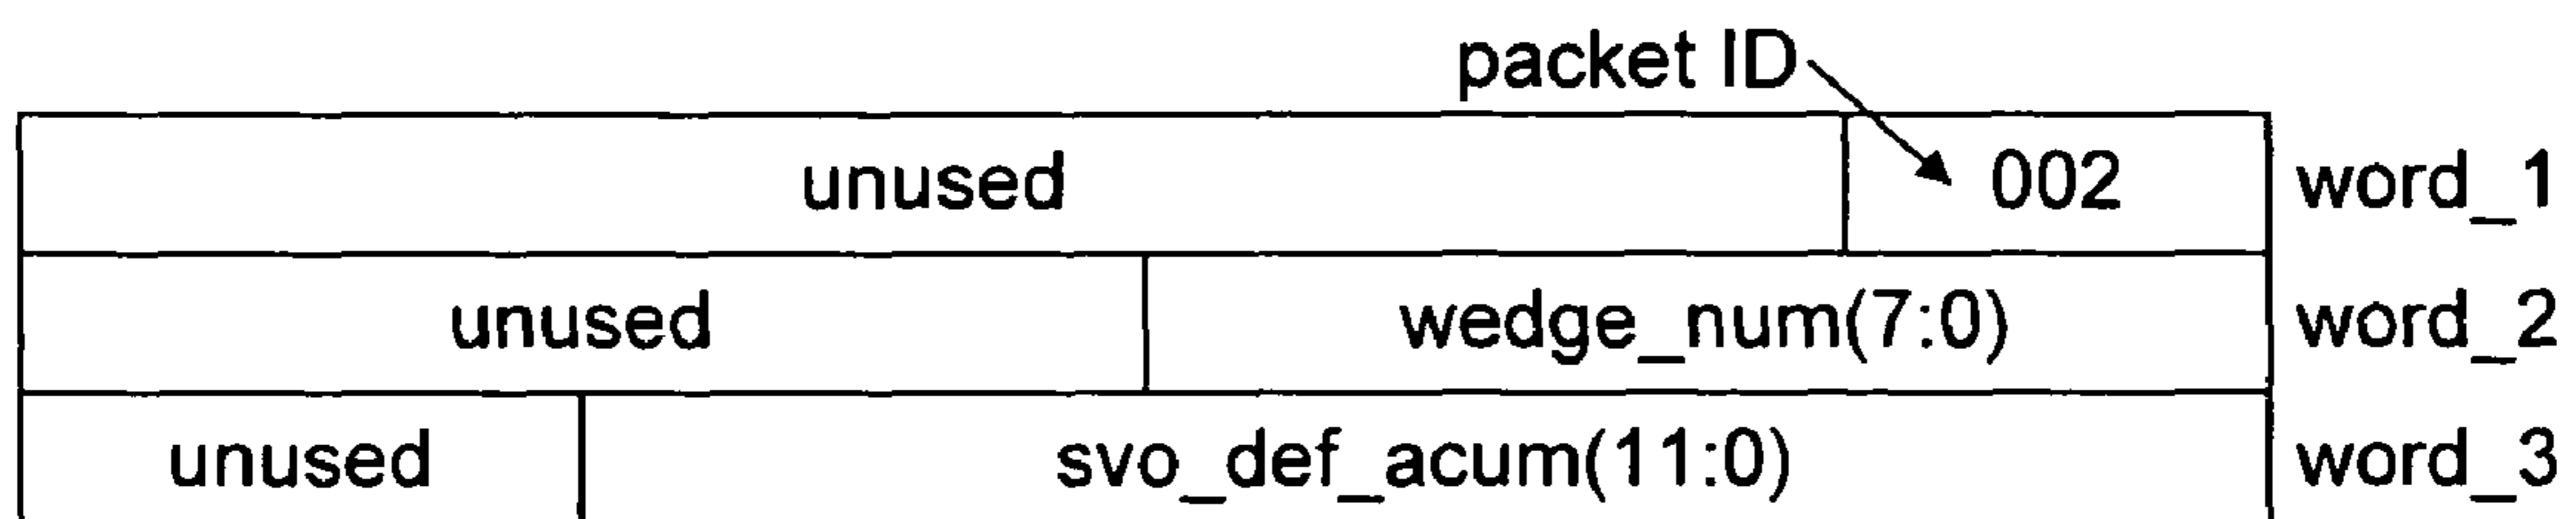 packet ID
unused 002 word_1
unused wedge_num(7:0) word_2
unused svo_def_acum(11:0) word_3